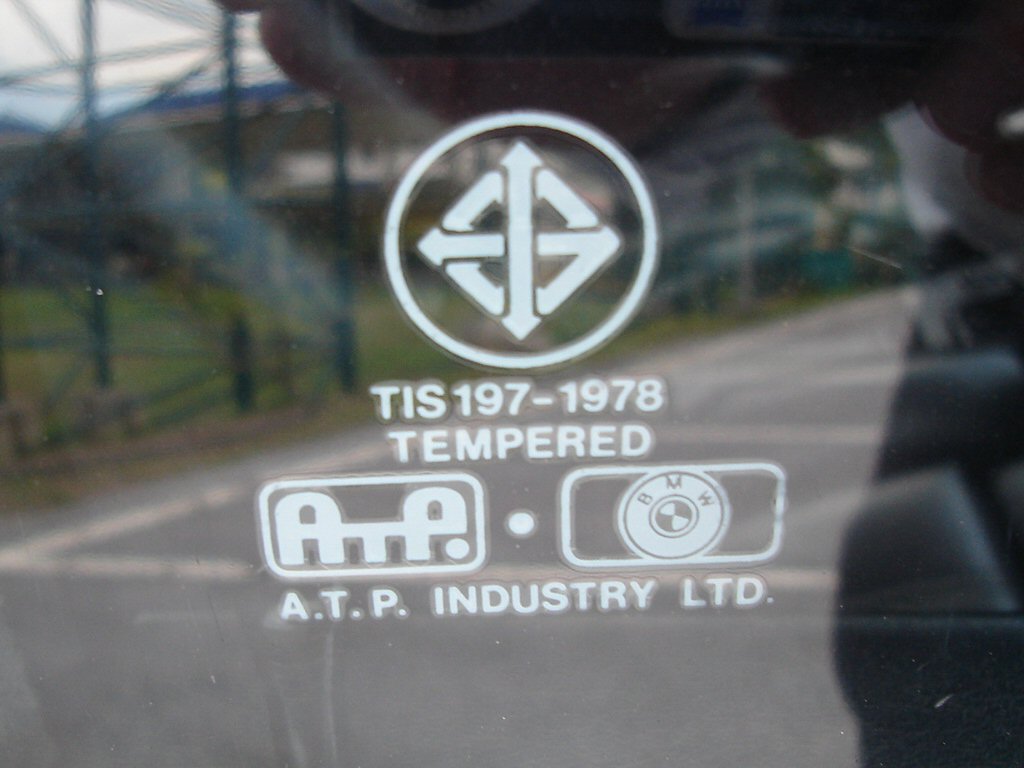 TIS 197-1978
TEMPERED
A.T.P. BMW
A.T.P. INDUSTRY LTD.